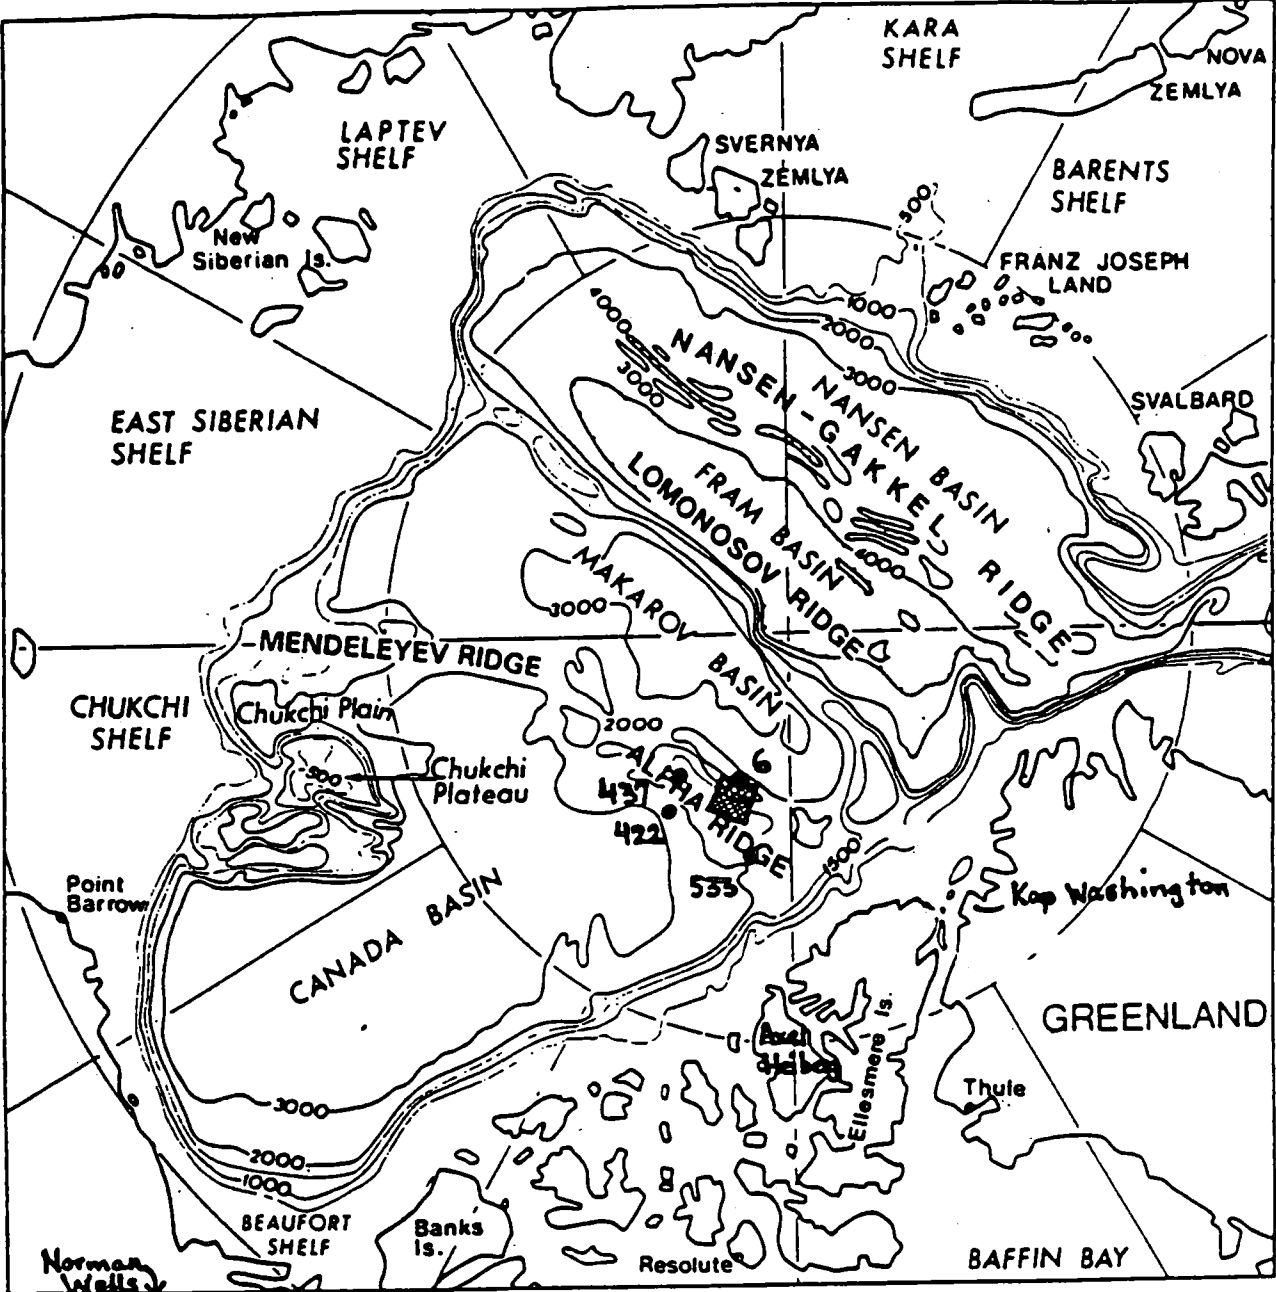 KARA
SHELF
NOVA
ZEMLYA
LAPTEV
SHELF
SVERNYA
ZEMLYA
BARENTS
SHELF
500
New
Siberian Is.
FRANZ JOSEPH
LAND
1000
2000
3000
4000
3000
NANSEN-GAKKEL RIDGE
NANSEN BASIN
SVALBARD
EAST SIBERIAN
SHELF
FRAM BASIN
LOMONOSOV RIDGE
4000
MAKAROV BASIN
3000
MENDELEYEV RIDGE
CHUKCHI
SHELF
Chukchi Plain
2000
500
Chukchi
Plateau
ALPHA RIDGE
6
437
422
533
1500
Point
Barrow
CANADA BASIN
Kap Washington
GREENLAND
Axel
Heiberg
Ellesmere Is.
Thule
3000
2000
1000
BEAUFORT
SHELF
Banks
Is.
Resolute
BAFFIN BAY
Norman
Wells